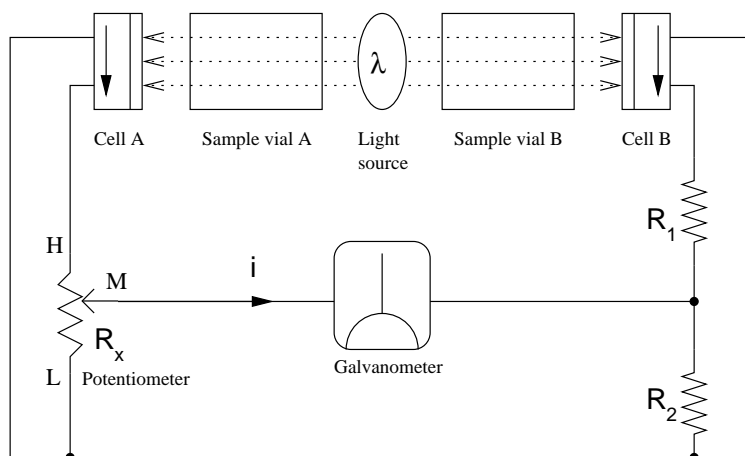 λ
Cell A
Sample vial A
Light
source
Sample vial B
Cell B
R₁
H
M
i
Rₓ
L
Potentiometer
Galvanometer
R₂